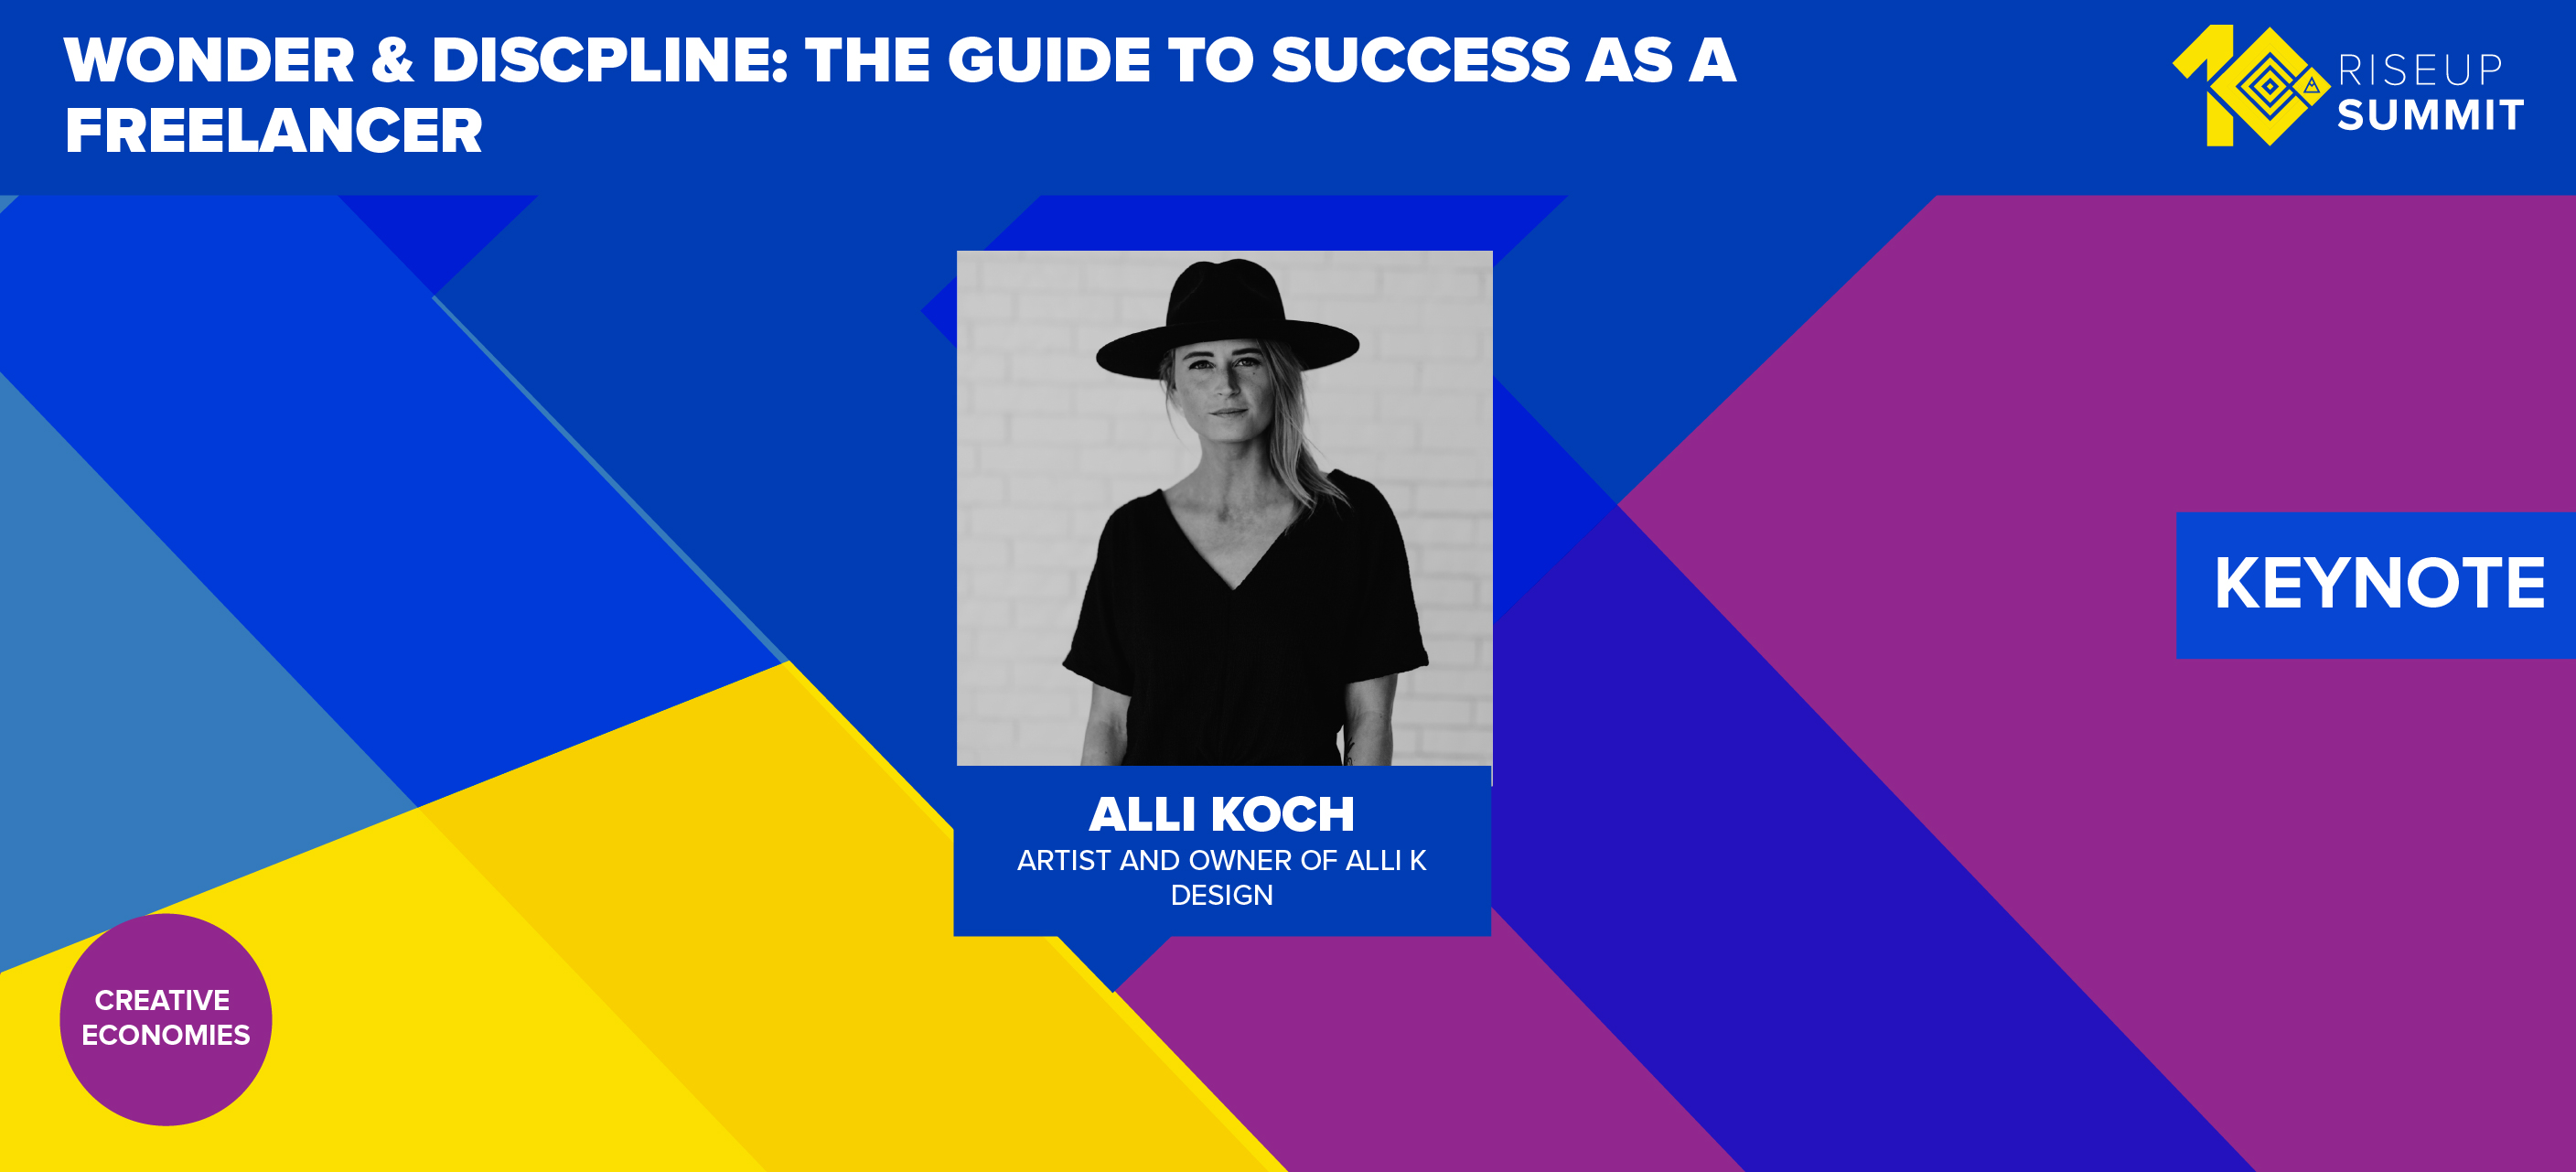 WONDER & DISCPLINE: THE GUIDE TO SUCCESS AS A
FREELANCER
10 RISEUP
SUMMIT
KEYNOTE
ALLI KOCH
ARTIST AND OWNER OF ALLI K
DESIGN
CREATIVE
ECONOMIES